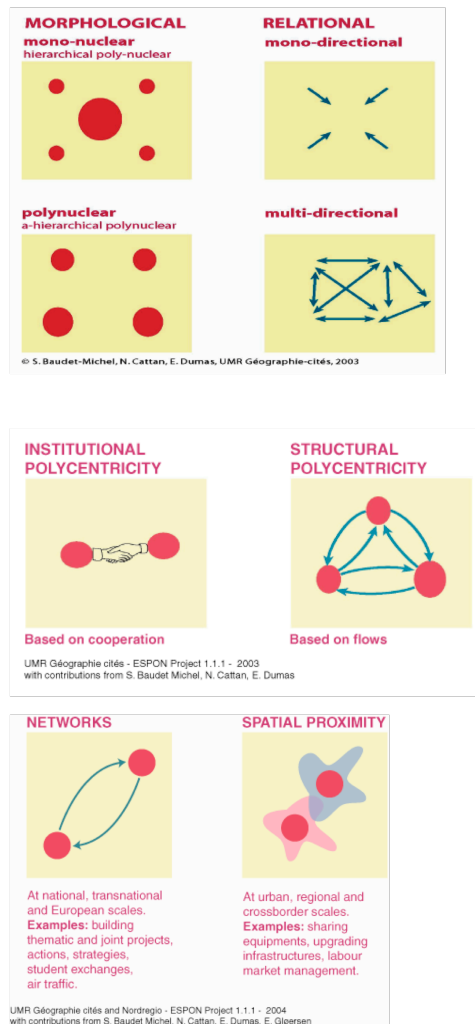 MORPHOLOGICAL
mono-nuclear
hierarchical poly-nuclear
RELATIONAL
mono-directional
polynuclear
a-hierarchical polynuclear
multi-directional
© S. Baudet-Michel, N. Cattan, E. Dumas, UMR Géographie-cités, 2003
INSTITUTIONAL
POLYCENTRICITY
STRUCTURAL
POLYCENTRICITY
Based on cooperation
Based on flows
UMR Géographie cités - ESPON Project 1.1.1 - 2003
with contributions from S. Baudet Michel, N. Cattan, E. Dumas
NETWORKS
SPATIAL PROXIMITY
At national, transnational
and European scales.
Examples: building
thematic and joint projects,
actions, strategies,
student exchanges,
air traffic.
At urban, regional and
crossborder scales.
Examples: sharing
equipments, upgrading
infrastructures, labour
market management.
UMR Géographie cités and Nordregio - ESPON Project 1.1.1 - 2004
with contributions from S. Baudet Michel, N. Cattan, E. Dumas, E. Gløersen